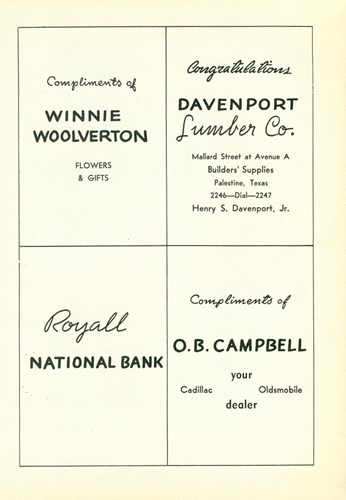 Compliments of
WINNIE
WOOLVERTON
FLOWERS
& GIFTS
Congratulations
DAVENPORT
Lumber Co.
Mallard Street at Avenue A
Builders' Supplies
Palestine, Texas
2246—Dial—2247
Henry S. Davenport, Jr.
Royall
NATIONAL BANK
Compliments of
O.B. CAMPBELL
your
Cadillac Oldsmobile
dealer